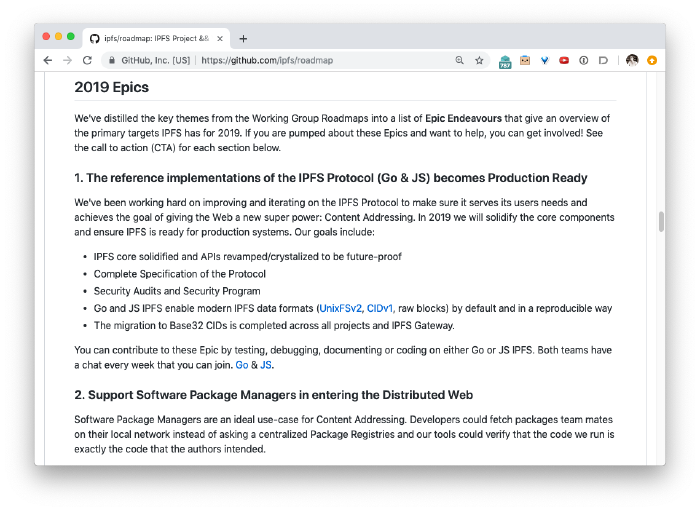 ipfs/roadmap: IPFS Project &&
GitHub, Inc. [US] | https://github.com/ipfs/roadmap
787
2019 Epics
We've distilled the key themes from the Working Group Roadmaps into a list of Epic Endeavours that give an overview of
the primary targets IPFS has for 2019. If you are pumped about these Epics and want to help, you can get involved! See
the call to action (CTA) for each section below.
1. The reference implementations of the IPFS Protocol (Go & JS) becomes Production Ready
We've been working hard on improving and iterating on the IPFS Protocol to make sure it serves its users needs and
achieves the goal of giving the Web a new super power: Content Addressing. In 2019 we will solidify the core components
and ensure IPFS is ready for production systems. Our goals include:
• IPFS core solidified and APIs revamped/crystalized to be future-proof
• Complete Specification of the Protocol
• Security Audits and Security Program
• Go and JS IPFS enable modern IPFS data formats (UnixFSv2, CIDv1, raw blocks) by default and in a reproducible way
• The migration to Base32 CIDs is completed across all projects and IPFS Gateway.
You can contribute to these Epic by testing, debugging, documenting or coding on either Go or JS IPFS. Both teams have
a chat every week that you can join. Go & JS.
2. Support Software Package Managers in entering the Distributed Web
Software Package Managers are an ideal use-case for Content Addressing. Developers could fetch packages team mates
on their local network instead of asking a centralized Package Registries and our tools could verify that the code we run is
exactly the code that the authors intended.